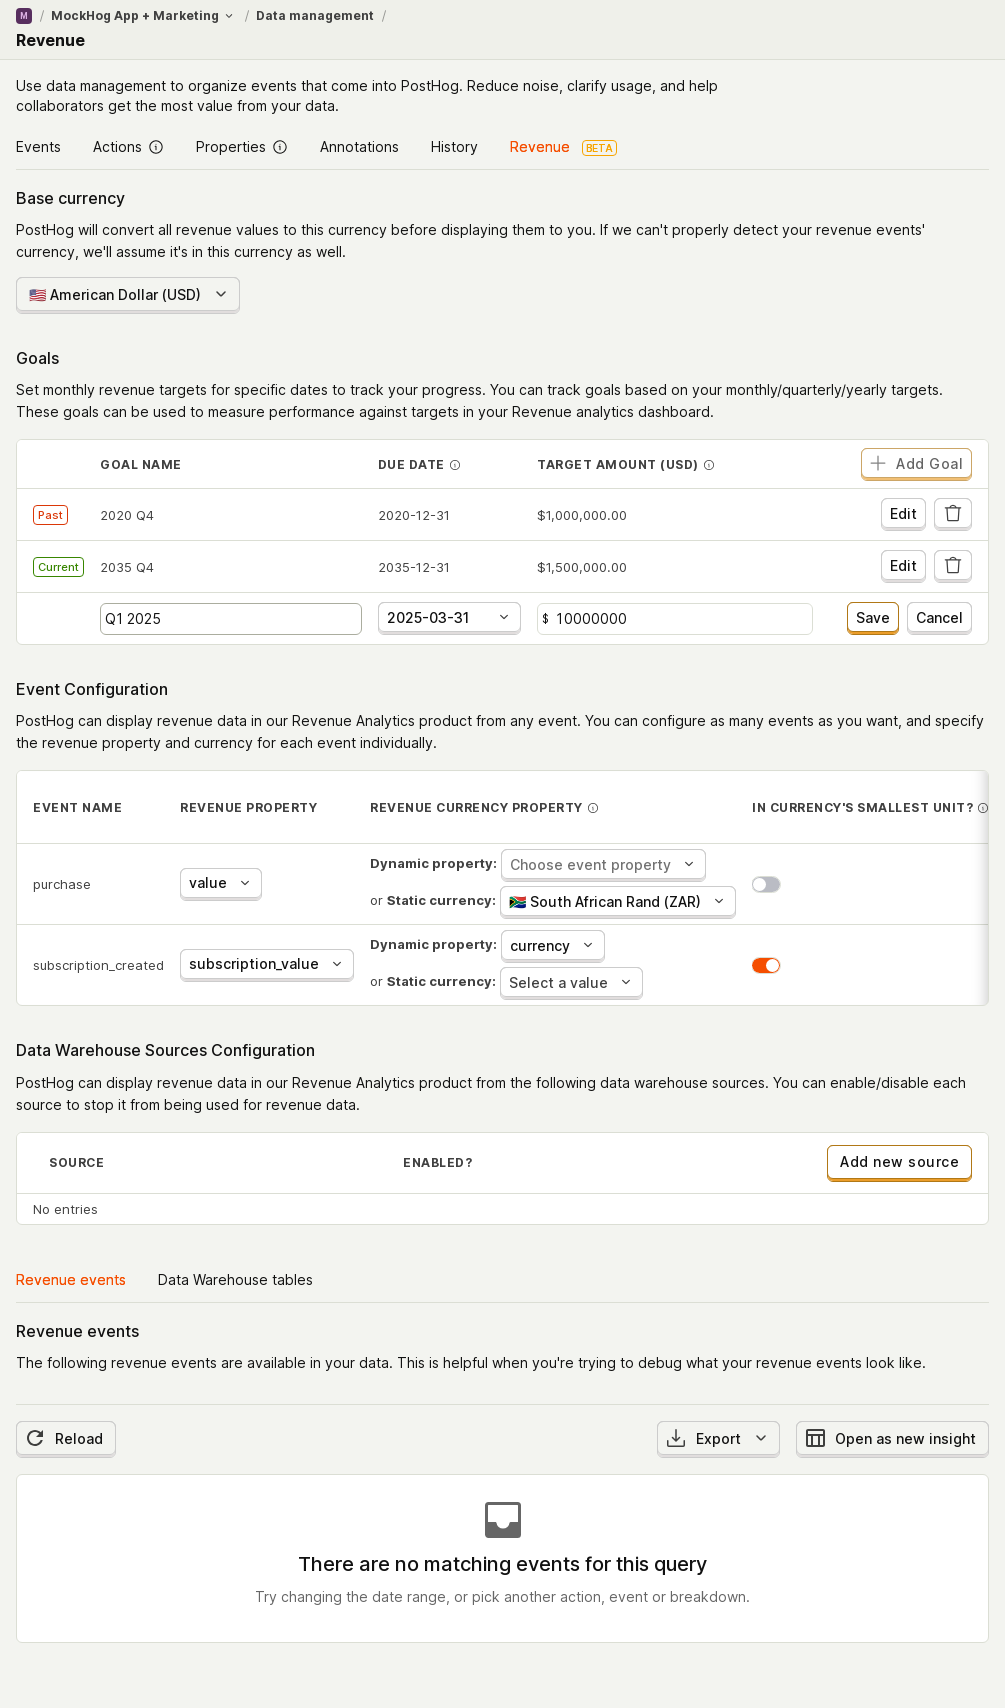 M / MockHog App + Marketing / Data management /
Revenue
Use data management to organize events that come into PostHog. Reduce noise, clarify usage, and help
collaborators get the most value from your data.
Events Actions Properties Annotations History Revenue BETA
Base currency
PostHog will convert all revenue values to this currency before displaying them to you. If we can't properly detect your revenue events'
currency, we'll assume it's in this currency as well.
🇺🇸 American Dollar (USD)
Goals
Set monthly revenue targets for specific dates to track your progress. You can track goals based on your monthly/quarterly/yearly targets.
These goals can be used to measure performance against targets in your Revenue analytics dashboard.
GOAL NAME DUE DATE TARGET AMOUNT (USD) Add Goal
Past 2020 Q4 2020-12-31 $1,000,000.00 Edit
Current 2035 Q4 2035-12-31 $1,500,000.00 Edit
Q1 2025 2025-03-31 $ 10000000 Save Cancel
Event Configuration
PostHog can display revenue data in our Revenue Analytics product from any event. You can configure as many events as you want, and specify
the revenue property and currency for each event individually.
EVENT NAME REVENUE PROPERTY REVENUE CURRENCY PROPERTY IN CURRENCY'S SMALLEST UNIT?
Dynamic property: Choose event property
purchase value
or Static currency: 🇿🇦 South African Rand (ZAR)
Dynamic property: currency
subscription_created subscription_value
or Static currency: Select a value
Data Warehouse Sources Configuration
PostHog can display revenue data in our Revenue Analytics product from the following data warehouse sources. You can enable/disable each
source to stop it from being used for revenue data.
SOURCE ENABLED? Add new source
No entries
Revenue events Data Warehouse tables
Revenue events
The following revenue events are available in your data. This is helpful when you're trying to debug what your revenue events look like.
Reload Export Open as new insight
There are no matching events for this query
Try changing the date range, or pick another action, event or breakdown.